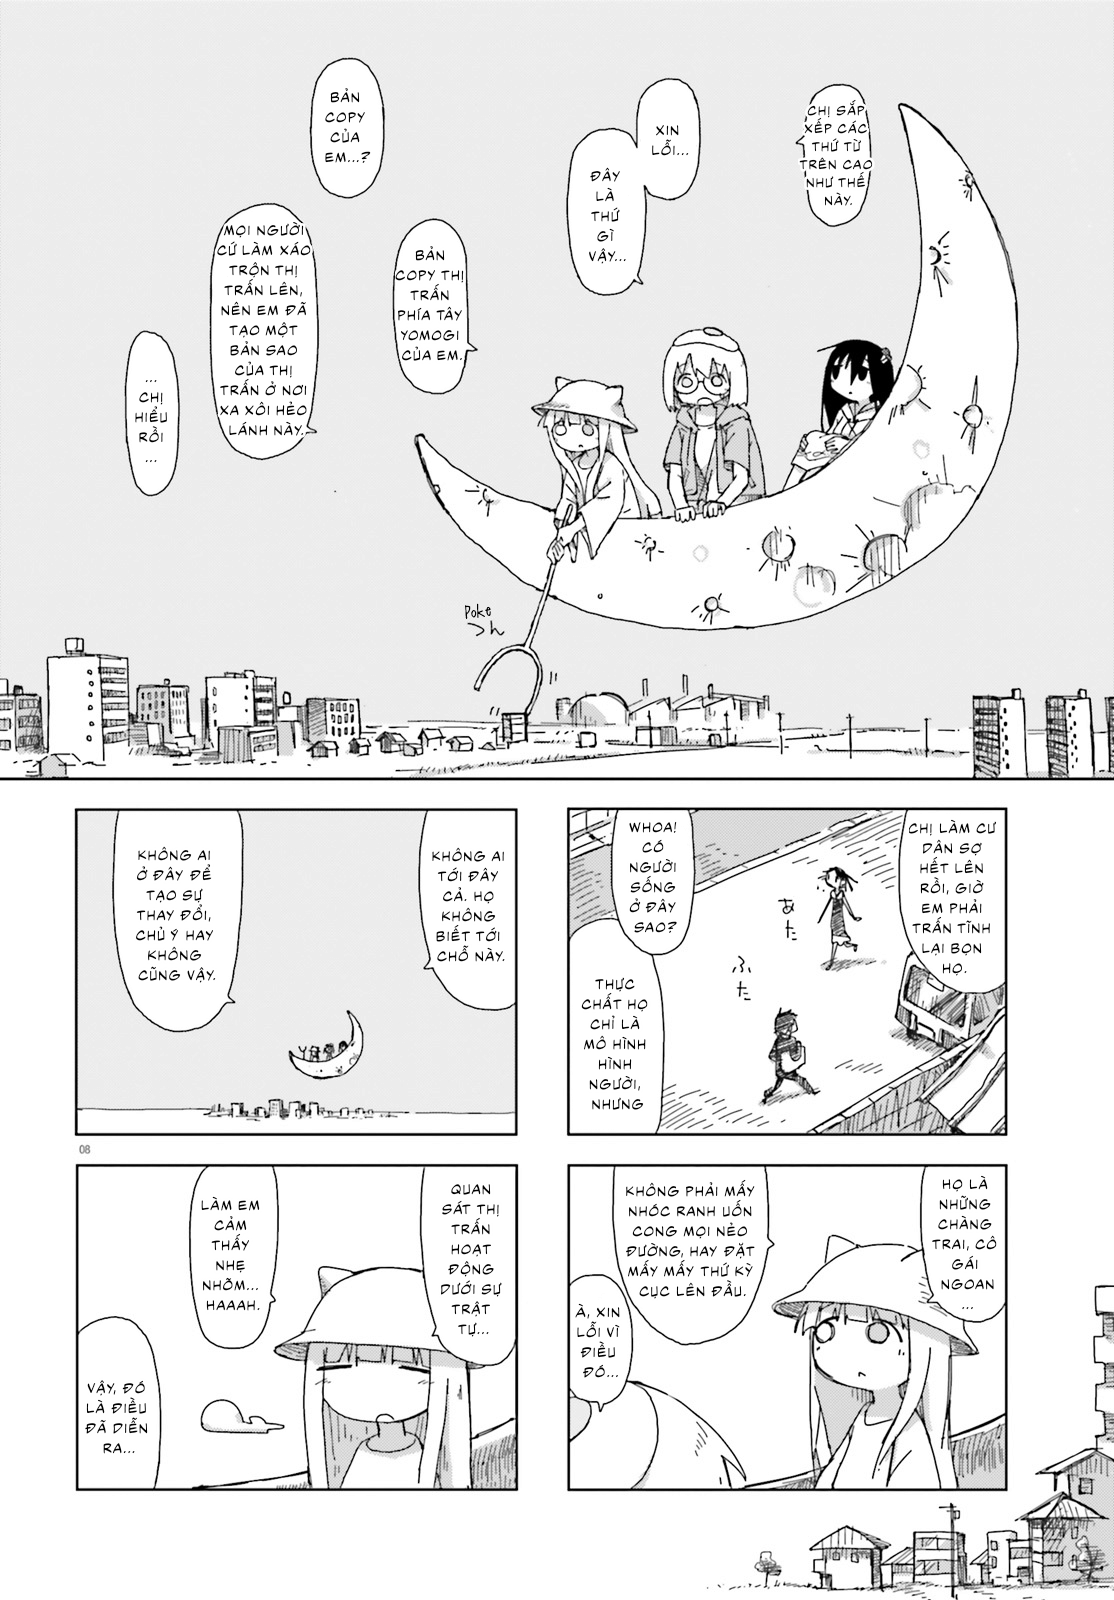 CHỊ SẮP
XẾP CÁC
THỨ TỪ
TRÊN CAO
NHƯ THẾ
NÀY.
XIN
LỖI...
ĐÂY
LÀ
THỨ
GÌ
VẬY...
BẢN
COPY THỊ
TRẤN
PHÍA TÂY
YOMOGI
CỦA EM.
BẢN
COPY
CỦA
EM...?
MỌI NGƯỜI
CỨ LÀM XÁO
TRỘN THỊ
TRẤN LÊN,
NÊN EM ĐÃ
TẠO MỘT
BẢN SAO
CỦA THỊ
TRẤN Ở NƠI
XA XÔI HẺO
LÁNH NÀY.
...
CHỊ
HIỂU
RỒI
...
Poke
つん
CHỊ LÀM CƯ
DÂN SỢ
HẾT LÊN
RỒI, GIỜ
EM PHẢI
TRẤN TĨNH
LẠI BỌN
HỌ.
WHOA!
CÓ
NGƯỜI
SỐNG
Ở ĐÂY
SAO?
THỰC
CHẤT HỌ
CHỈ LÀ
MÔ HÌNH
HÌNH
NGƯỜI,
NHƯNG
あた
ふた
KHÔNG AI
TỚI ĐÂY
CẢ. HỌ
KHÔNG
BIẾT TỚI
CHỖ NÀY.
KHÔNG AI
Ở ĐÂY ĐỂ
TẠO SỰ
THAY ĐỔI,
CHỦ Ý HAY
KHÔNG
CŨNG VẬY.
08
HỌ LÀ
NHỮNG
CHÀNG
TRAI, CÔ
GÁI
NGOAN
...
KHÔNG PHẢI MẤY
NHÓC RANH UỐN
CONG MỌI NẺO
ĐƯỜNG, HAY ĐẶT
MẤY MẤY THỨ KỲ
CỤC LÊN ĐẦU.
À, XIN
LỖI VÌ
ĐIỀU
ĐÓ...
QUAN
SÁT THỊ
TRẤN
HOẠT
ĐỘNG
DƯỚI SỰ
TRẬT
TỰ...
LÀM EM
CẢM
THẤY
NHẸ
NHÕM...
HAAAH.
VẬY, ĐÓ
LÀ ĐIỀU
ĐÃ DIỄN
RA...